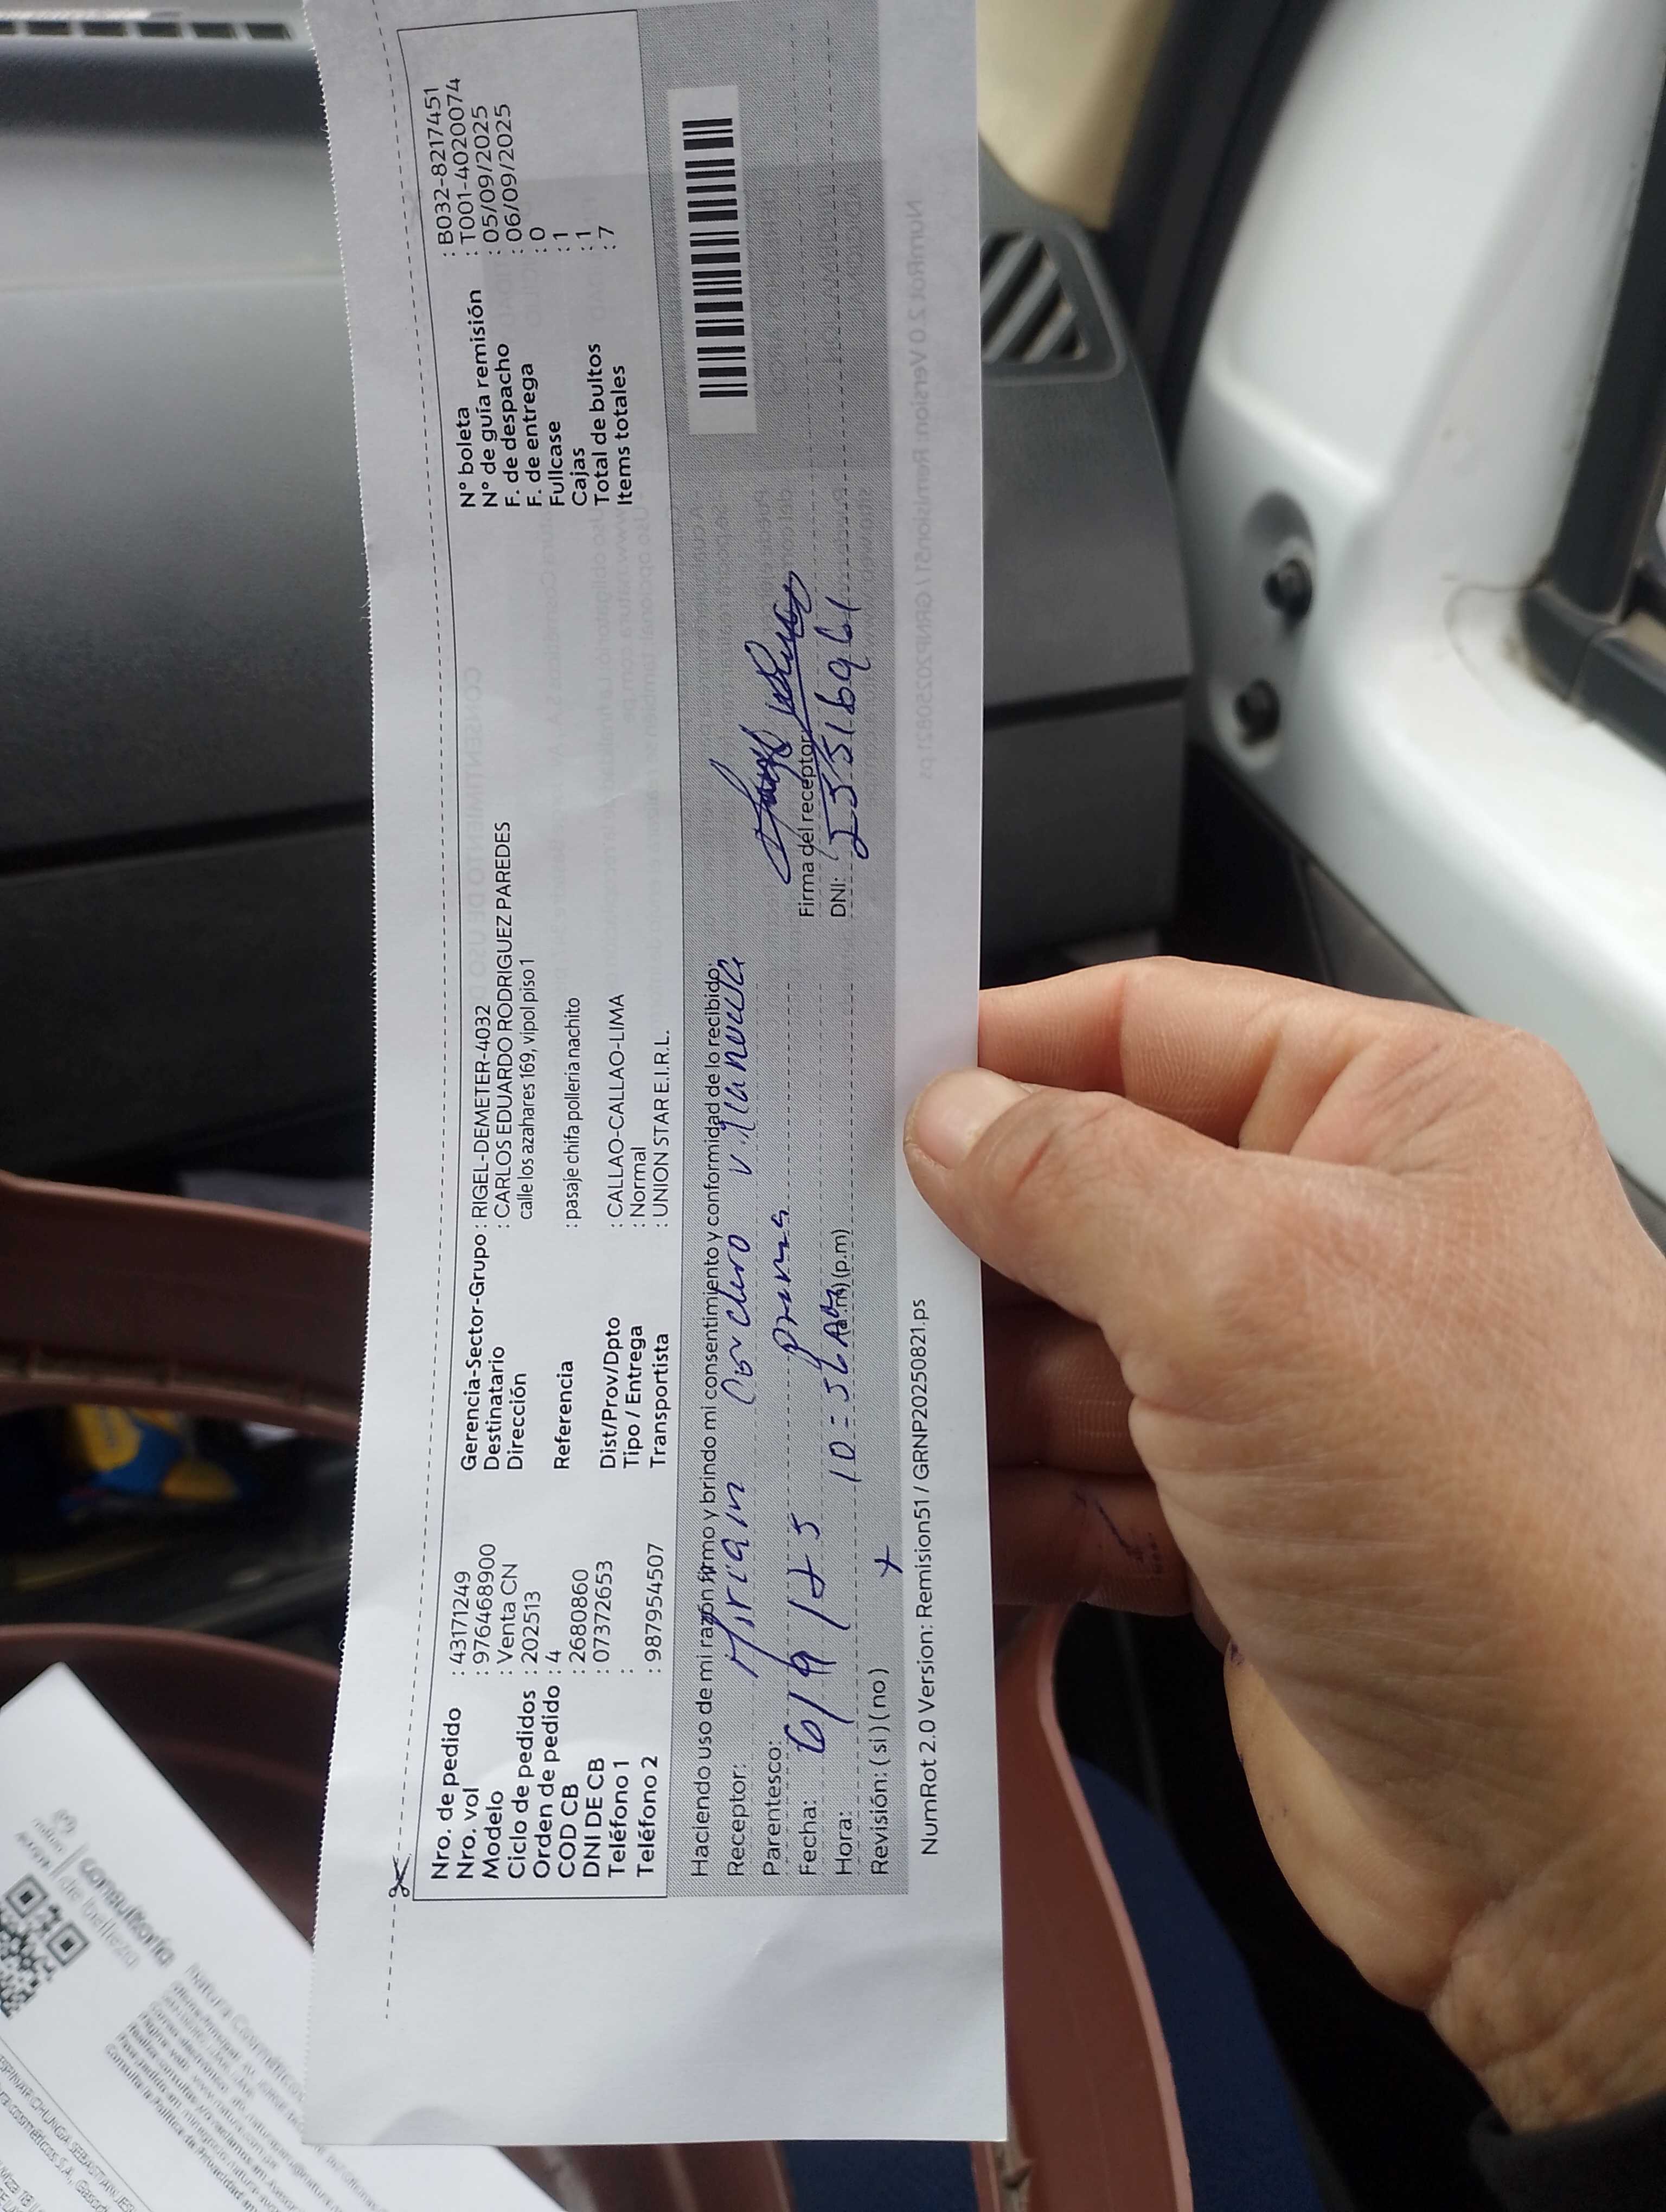 Nro. de pedido : 43171249
Nro. vol : 976468900
Modelo : Venta CN
Ciclo de pedidos : 202513
Orden de pedido : 4
COD CB : 2680860
DNI DE CB : 07372653
Teléfono 1 :
Teléfono 2 : 987954507
Gerencia-Sector-Grupo : RIGEL-DEMETER-4032
Destinatario : CARLOS EDUARDO RODRIGUEZ PAREDES
Dirección calle los azahares 169, vipol piso1
Referencia : pasaje chifa polleria nachito
Dist/Prov/Dpto : CALLAO-CALLAO-LIMA
Tipo / Entrega : Normal
Transportista : UNION STAR E.I.R.L.
N° boleta : B032-8217451
N° de guía remisión : T001-4020074
F. de despacho : 05/09/2025
F. de entrega : 06/09/2025
Fullcase : 0
Cajas : 1
Total de bultos : 1
Items totales : 7
Haciendo uso de mi razón firmo y brindo mi consentimiento y conformidad de lo recibido:
Receptor: Miriam Cordero Villanueva
Parentesco: Prima
Fecha: 6/9/25
Hora: 10=56 (a.m) (p.m)
Revisión: ( si ) ( no )
Firma del receptor
DNI:
NumRot 2.0 Version: Remision51 / GRNP20250821.ps
consultoría
de belleza